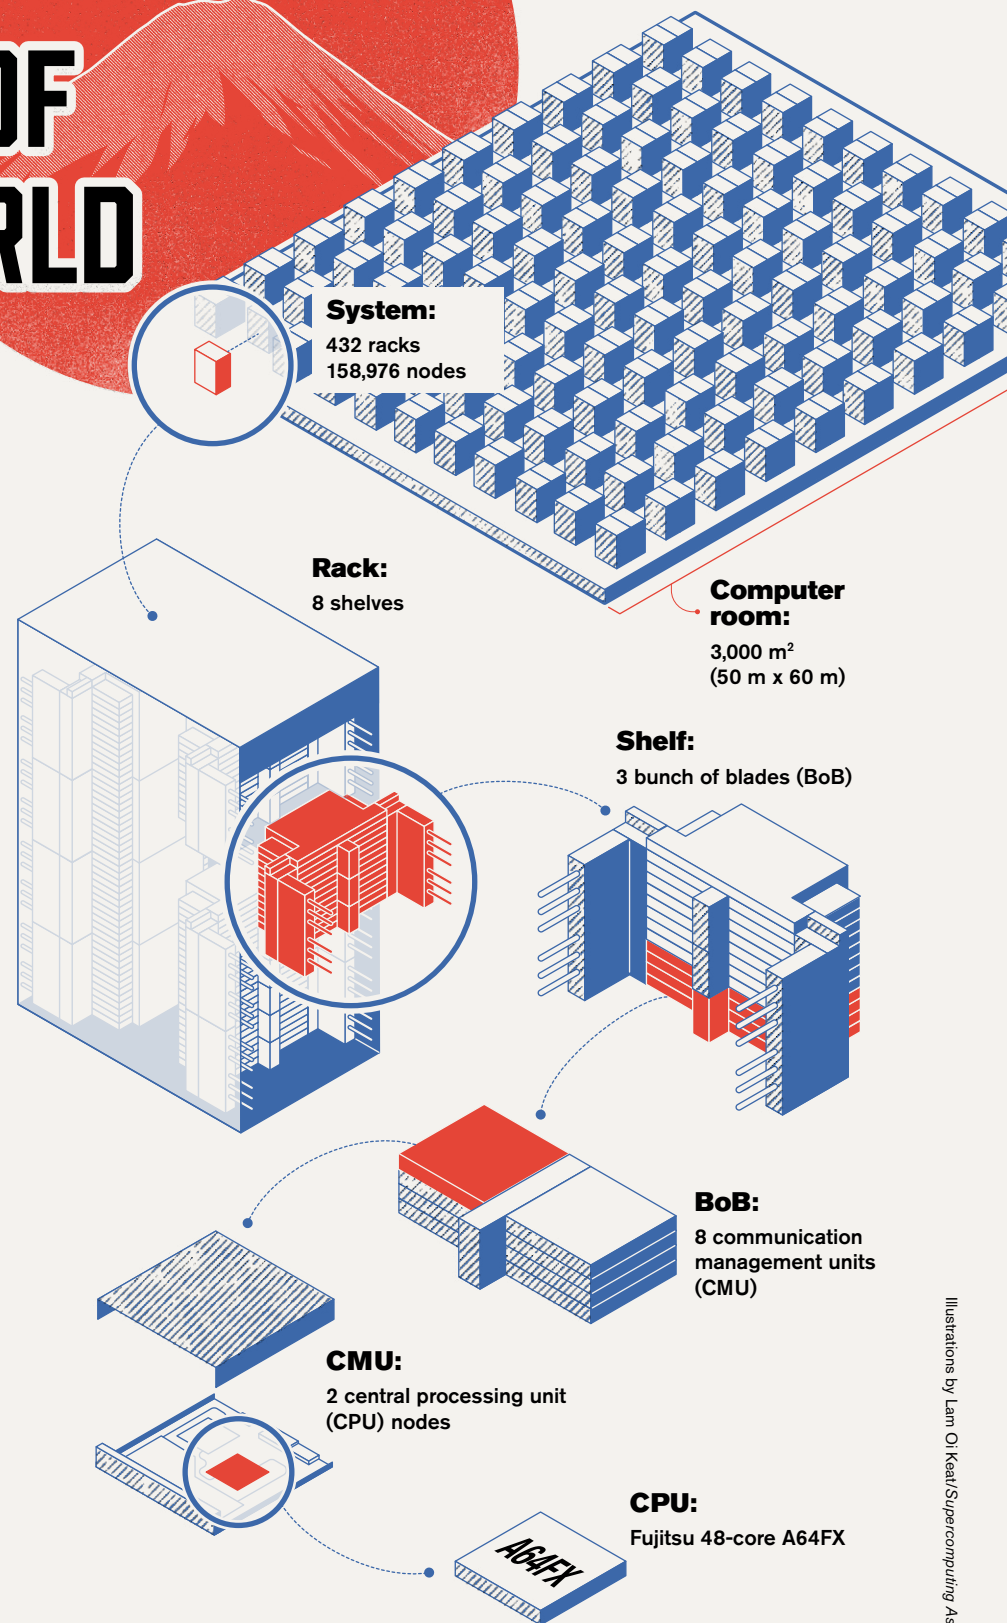 OF
RLD
System:
432 racks
158,976 nodes
Rack:
8 shelves
Computer
room:
3,000 m²
(50 m x 60 m)
Shelf:
3 bunch of blades (BoB)
BoB:
8 communication
management units
(CMU)
CMU:
2 central processing unit
(CPU) nodes
CPU:
Fujitsu 48-core A64FX
A64FX
Illustrations by Lam Oi Keat/Supercomputing As